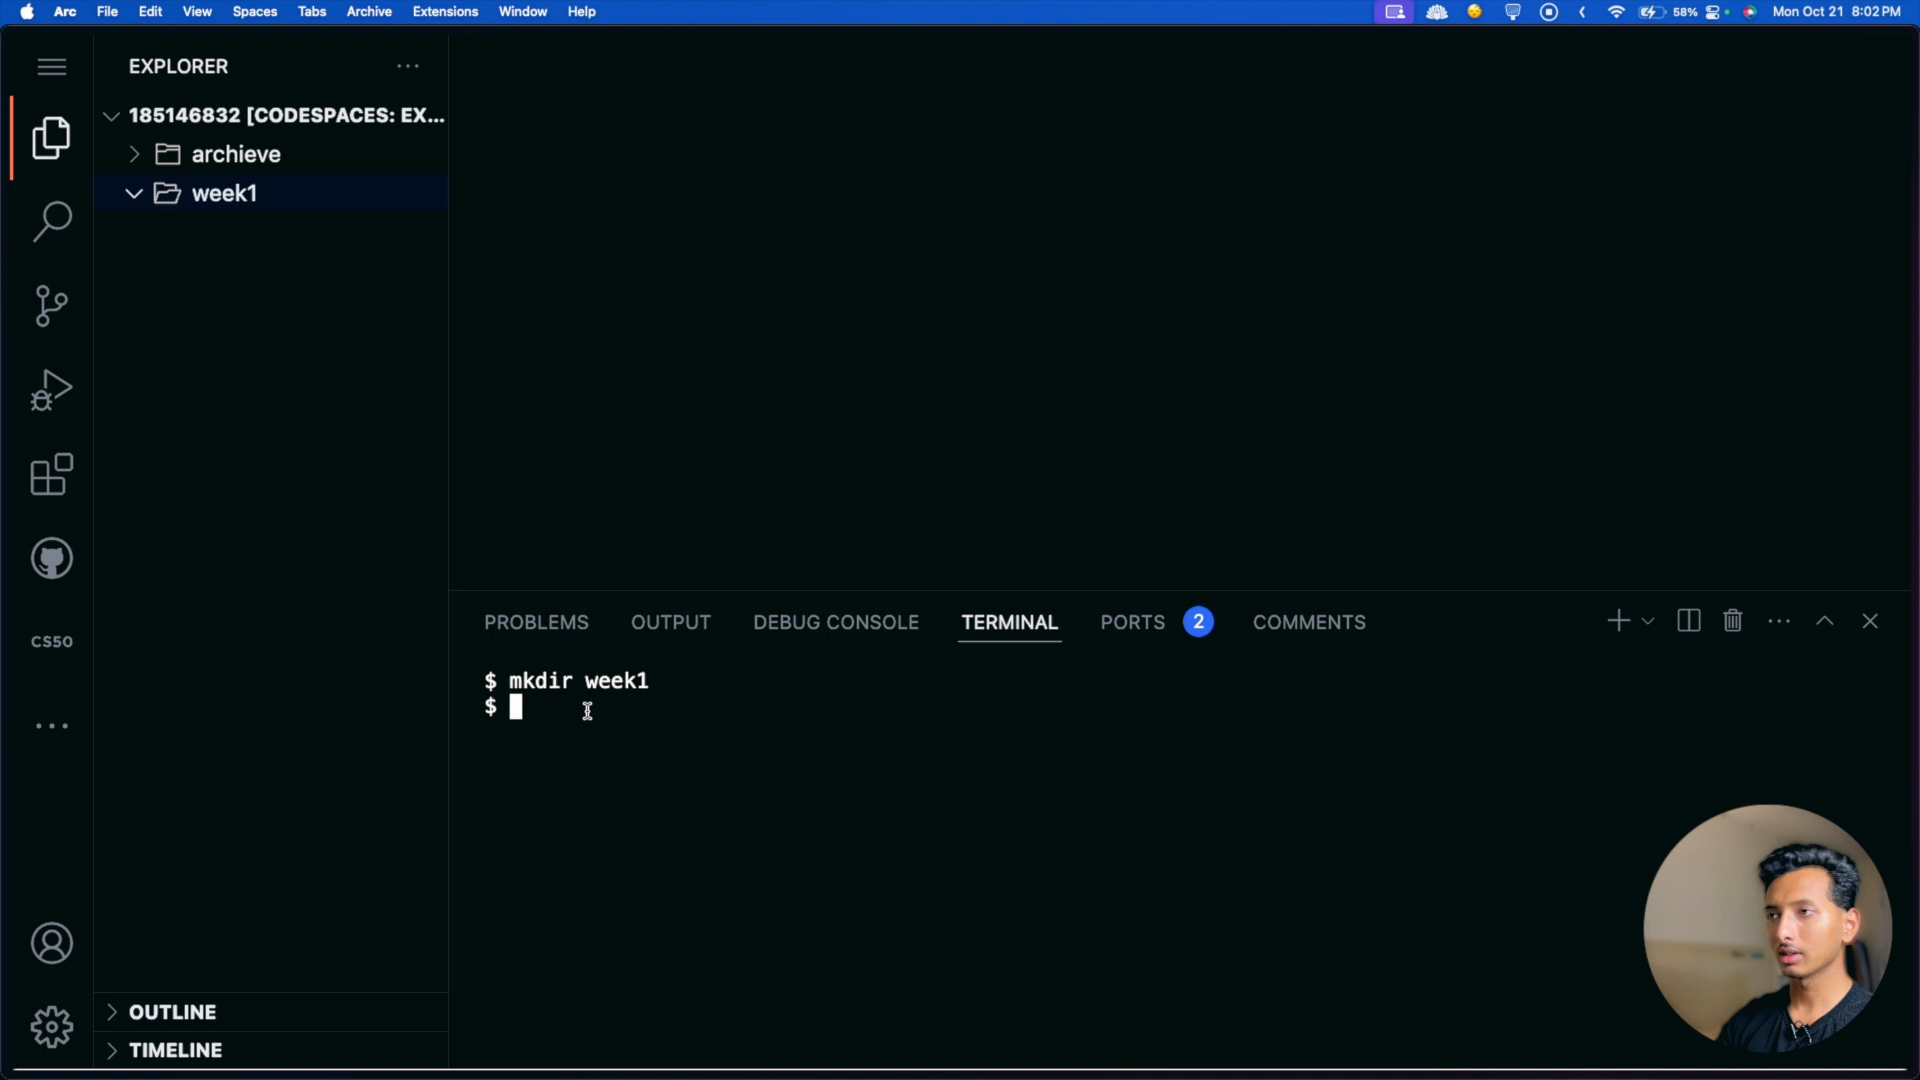 Arc File Edit View Spaces Tabs Archive Extensions Window Help 58% Mon Oct 21 8:02 PM
EXPLORER
185146832 [CODESPACES: EX...
archieve
week1
CS50
PROBLEMS OUTPUT DEBUG CONSOLE TERMINAL PORTS 2 COMMENTS
$ mkdir week1
$
OUTLINE
TIMELINE